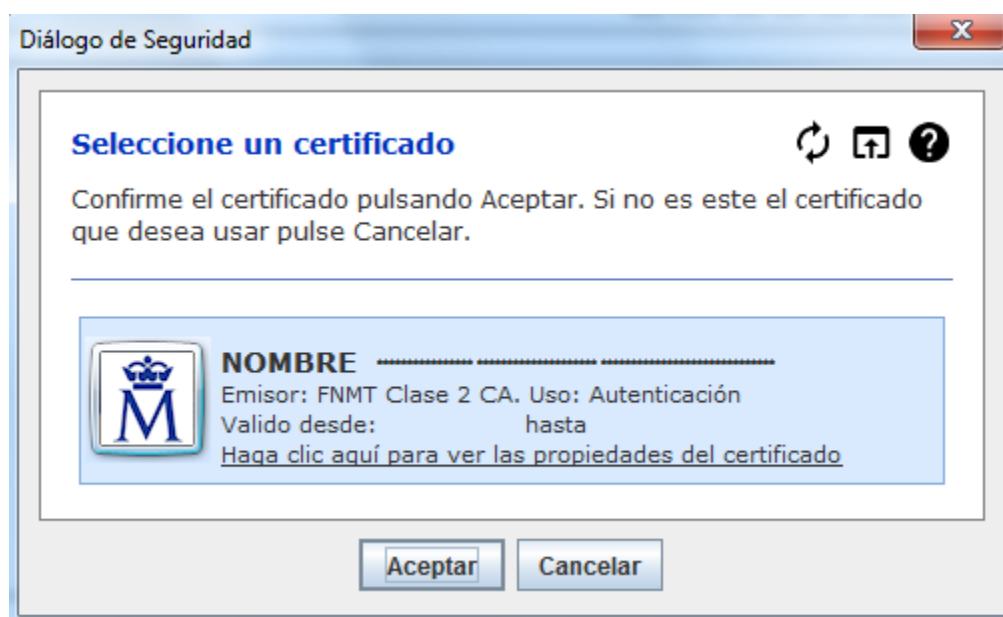 Diálogo de Seguridad
x
Seleccione un certificado
?
Confirme el certificado pulsando Aceptar. Si no es este el certificado
que desea usar pulse Cancelar.
M
NOMBRE
Emisor: FNMT Clase 2 CA. Uso: Autenticación
Valido desde: hasta
Haga clic aquí para ver las propiedades del certificado
Aceptar Cancelar